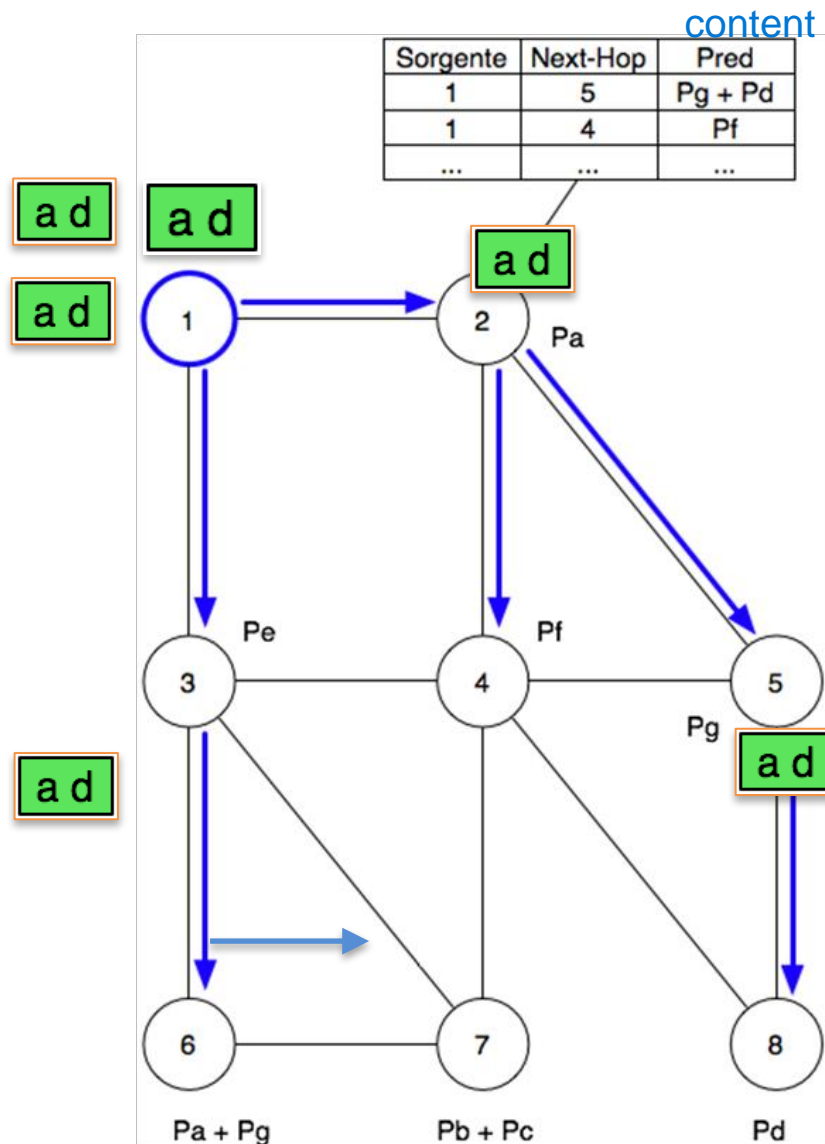 content
Sorgente Next-Hop Pred
1 5 Pg + Pd
1 4 Pf
... ... ...
a d a d
a d
a d
1 2
Pa
Pe Pf
3 4 5
Pg
a d a d
6 7 8
Pa + Pg Pb + Pc Pd